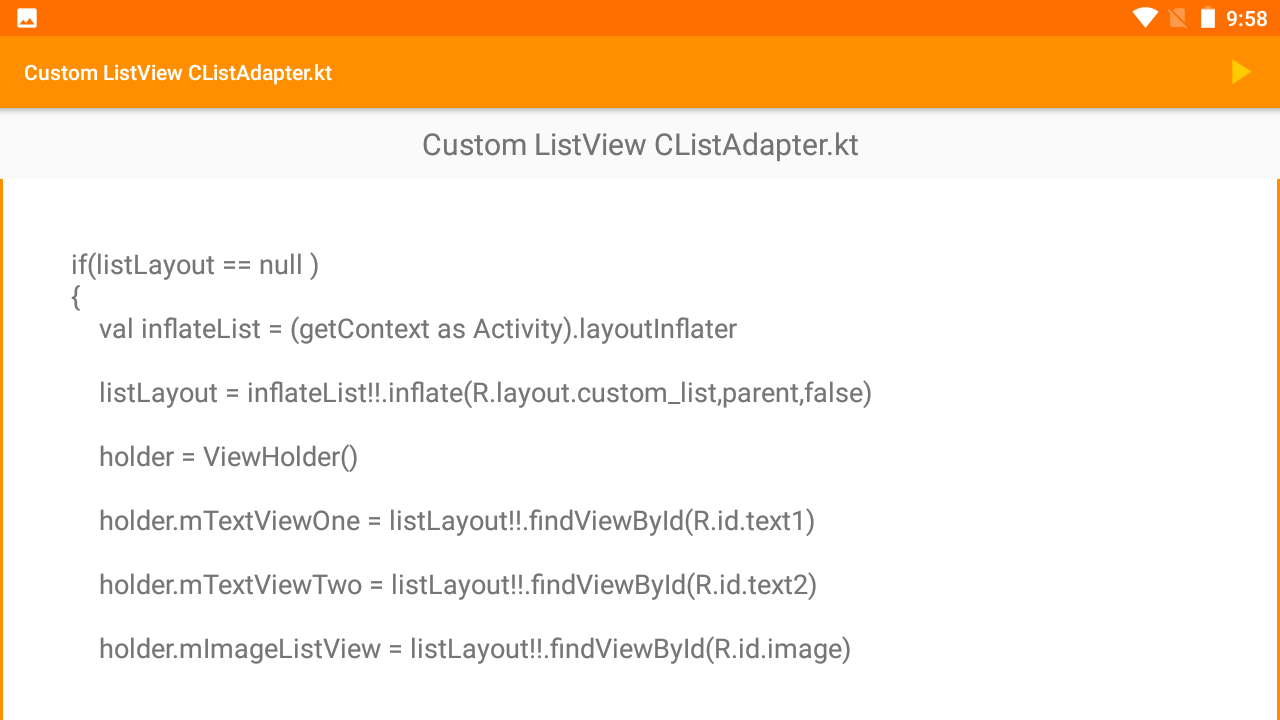 9:58
Custom ListView CListAdapter.kt
Custom ListView CListAdapter.kt
if(listLayout == null )
{
val inflateList = (getContext as Activity).layoutInflater
listLayout = inflateList!!.inflate(R.layout.custom_list,parent,false)
holder = ViewHolder()
holder.mTextViewOne = listLayout!!.findViewById(R.id.text1)
holder.mTextViewTwo = listLayout!!.findViewById(R.id.text2)
holder.mImageListView = listLayout!!.findViewById(R.id.image)